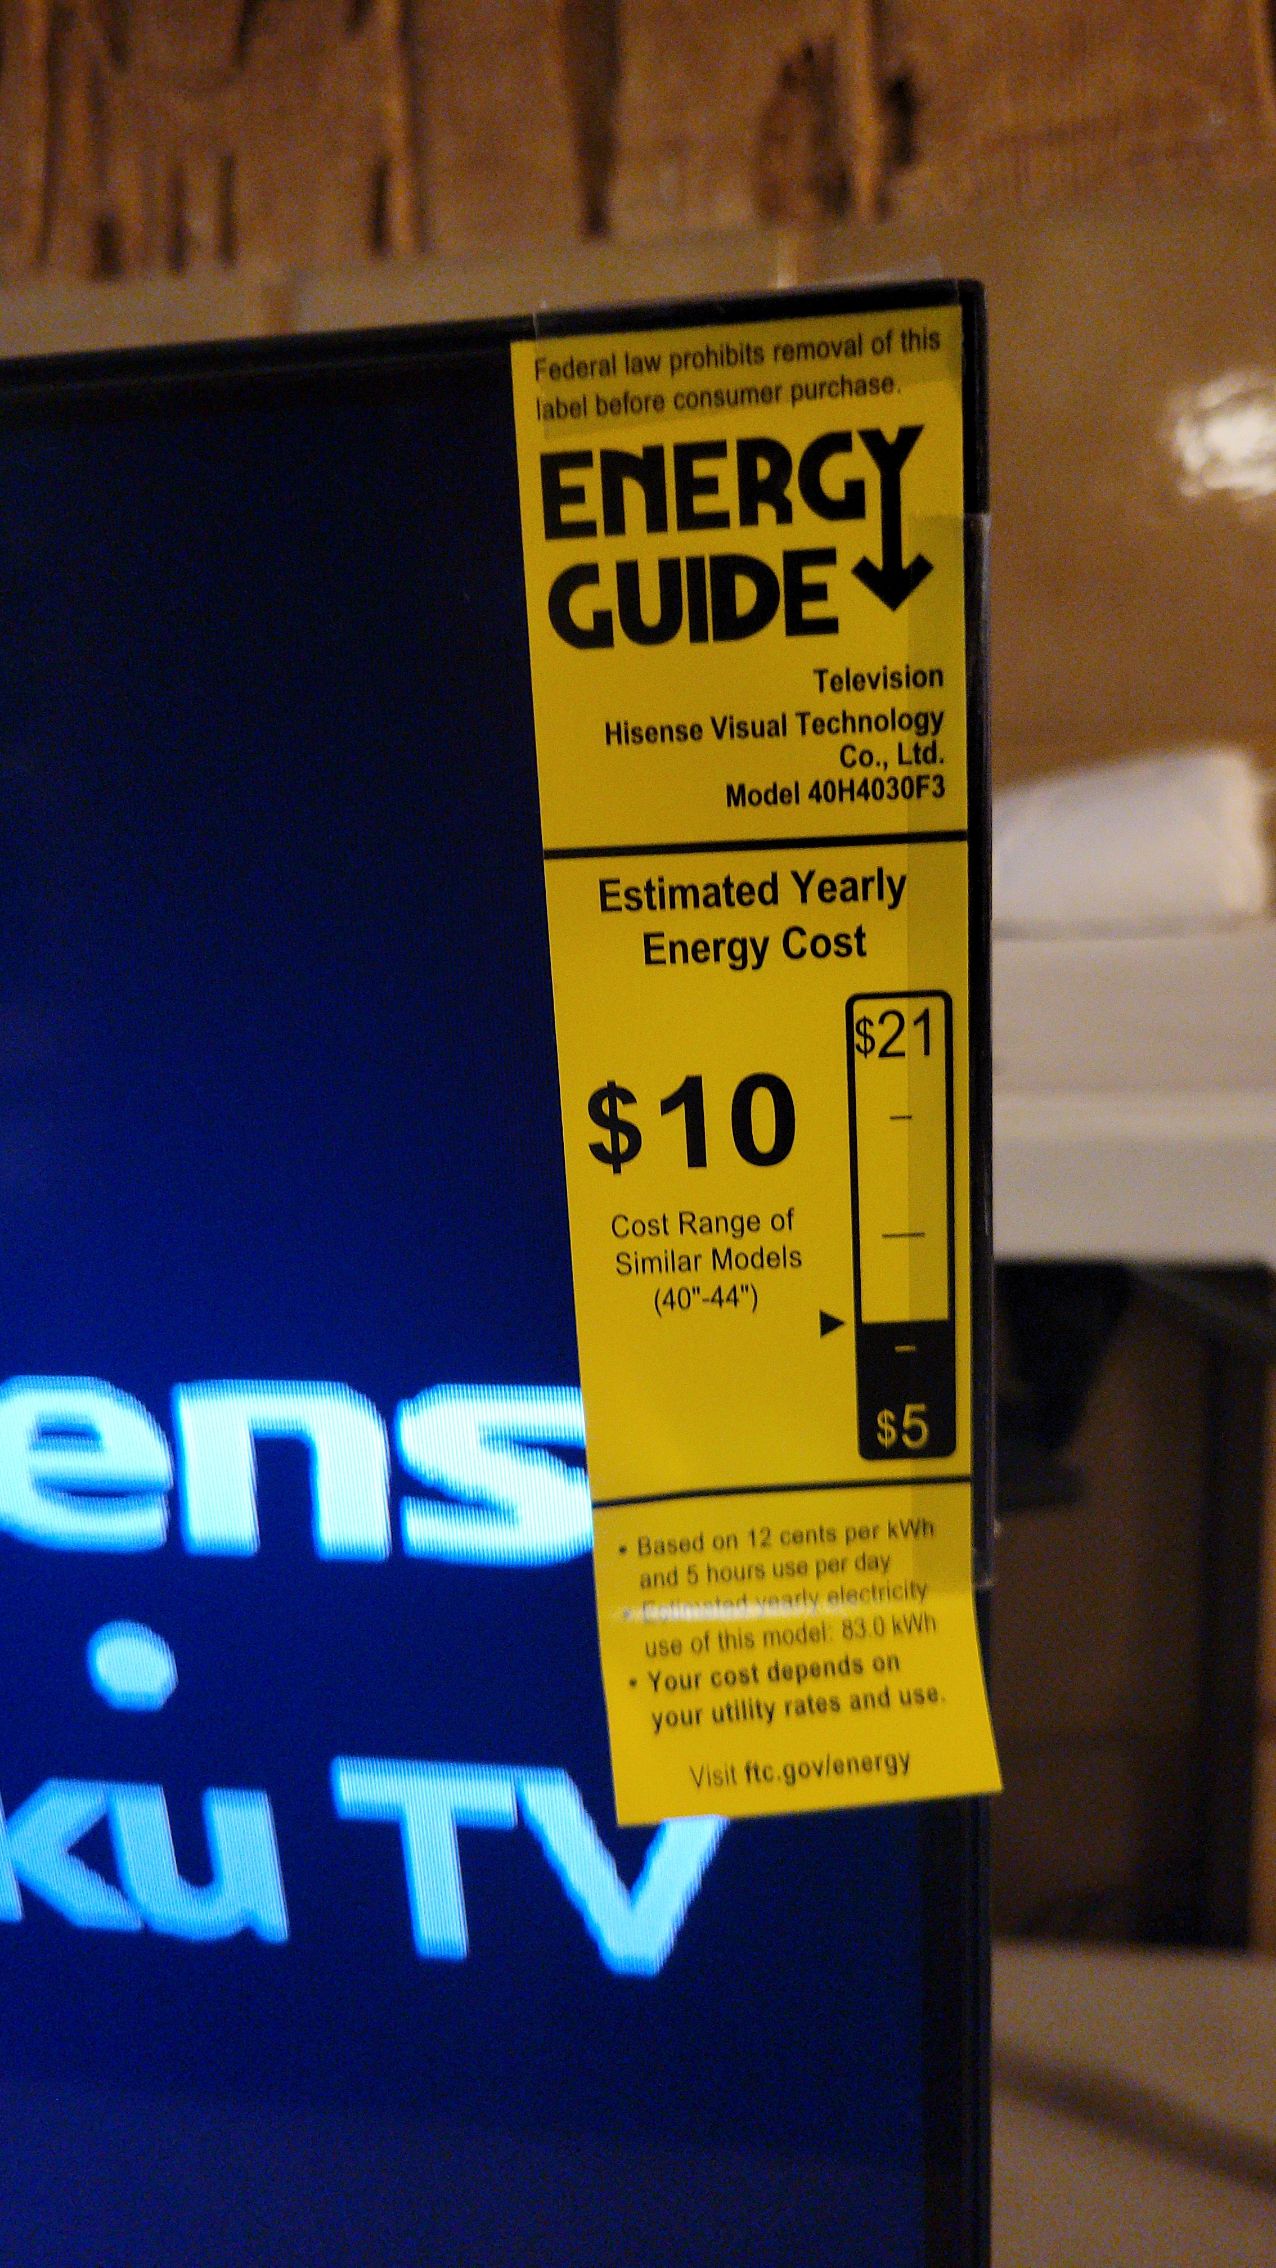 Federal law prohibits removal of this
label before consumer purchase.
ENERGY
GUIDE
Television
Hisense Visual Technology
Co., Ltd.
Model 40H4030F3
Estimated Yearly
Energy Cost
$21
$10
Cost Range of
Similar Models
(40"-44")
$5
• Based on 12 cents per kWh
and 5 hours use per day
• Estimated yearly electricity
use of this model: 83.0 kWh
• Your cost depends on
your utility rates and use.
Visit ftc.gov/energy
ens
ku TV